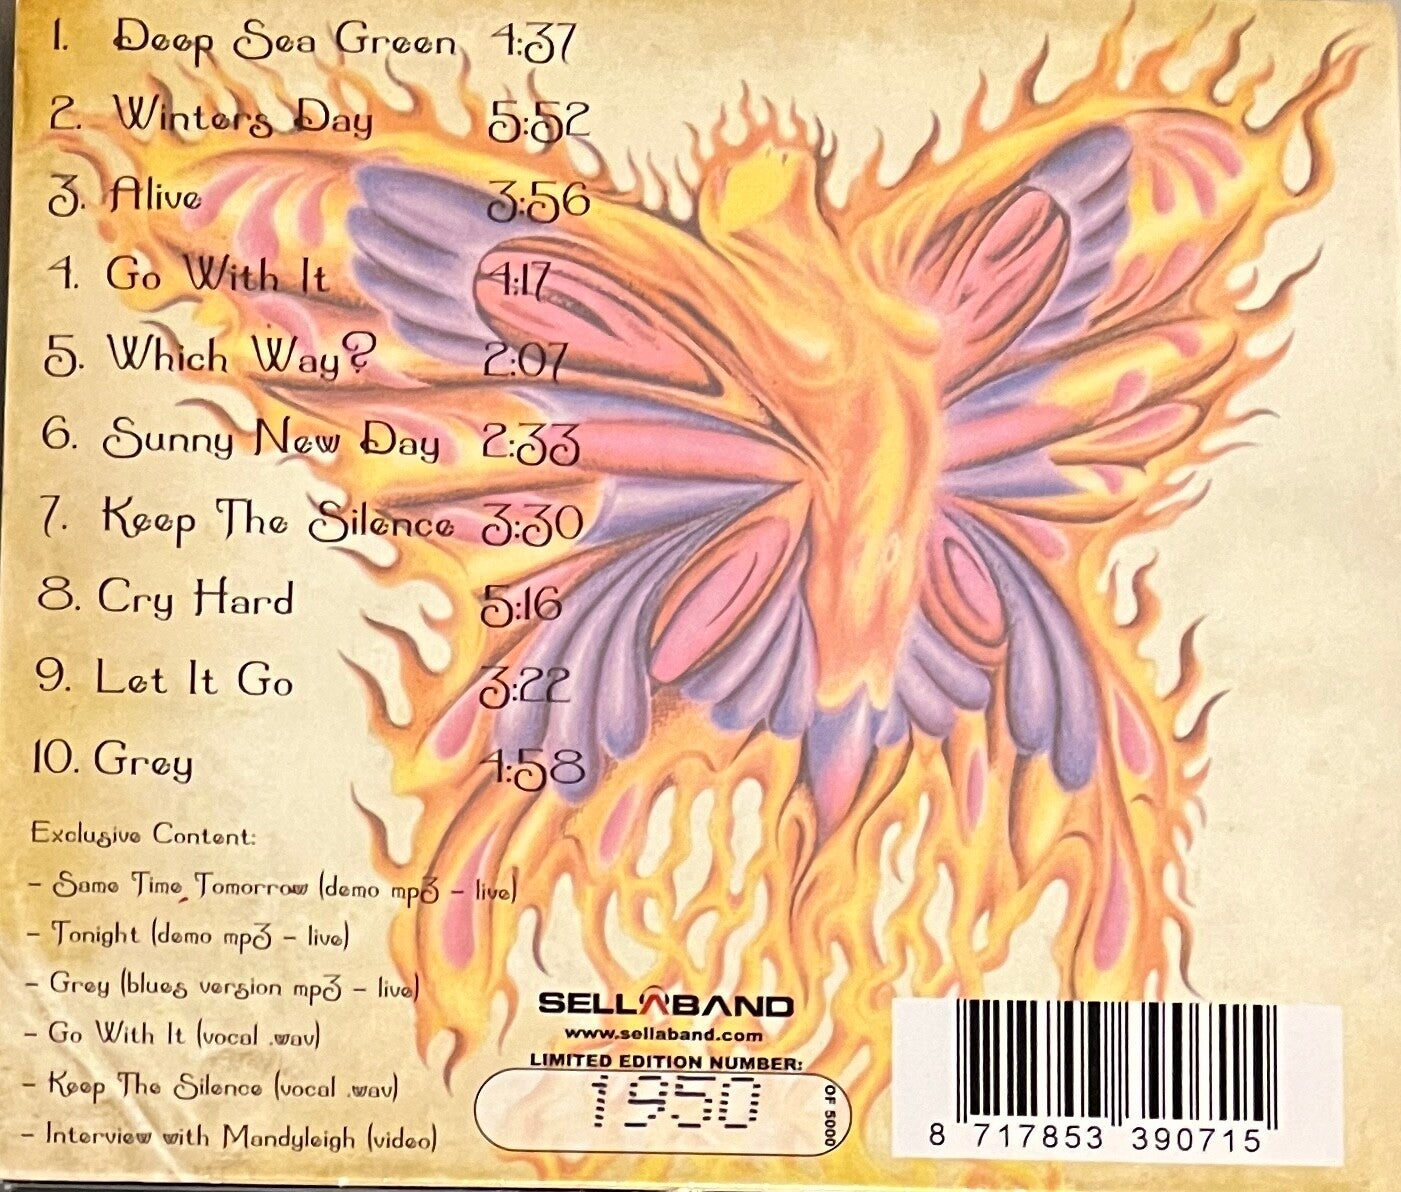 1. Deep Sea Green 4:37
2. Winters Day 5:52
3. Alive 3:56
4. Go With It 4:17
5. Which Way? 2:07
6. Sunny New Day 2:33
7. Keep The Silence 3:30
8. Cry Hard 5:16
9. Let It Go 3:22
10. Grey 4:58
Exclusive Content:
- Same Time, Tomorrow (demo mp3 - live)
- Tonight (demo mp3 - live)
- Grey (blues version mp3 - live)
- Go With It (vocal .wav)
- Keep The Silence (vocal .wav)
- Interview with Mandyleigh (video)
SELLABAND
www.sellaband.com
LIMITED EDITION NUMBER:
1950
OF 5000
8 717853 390715